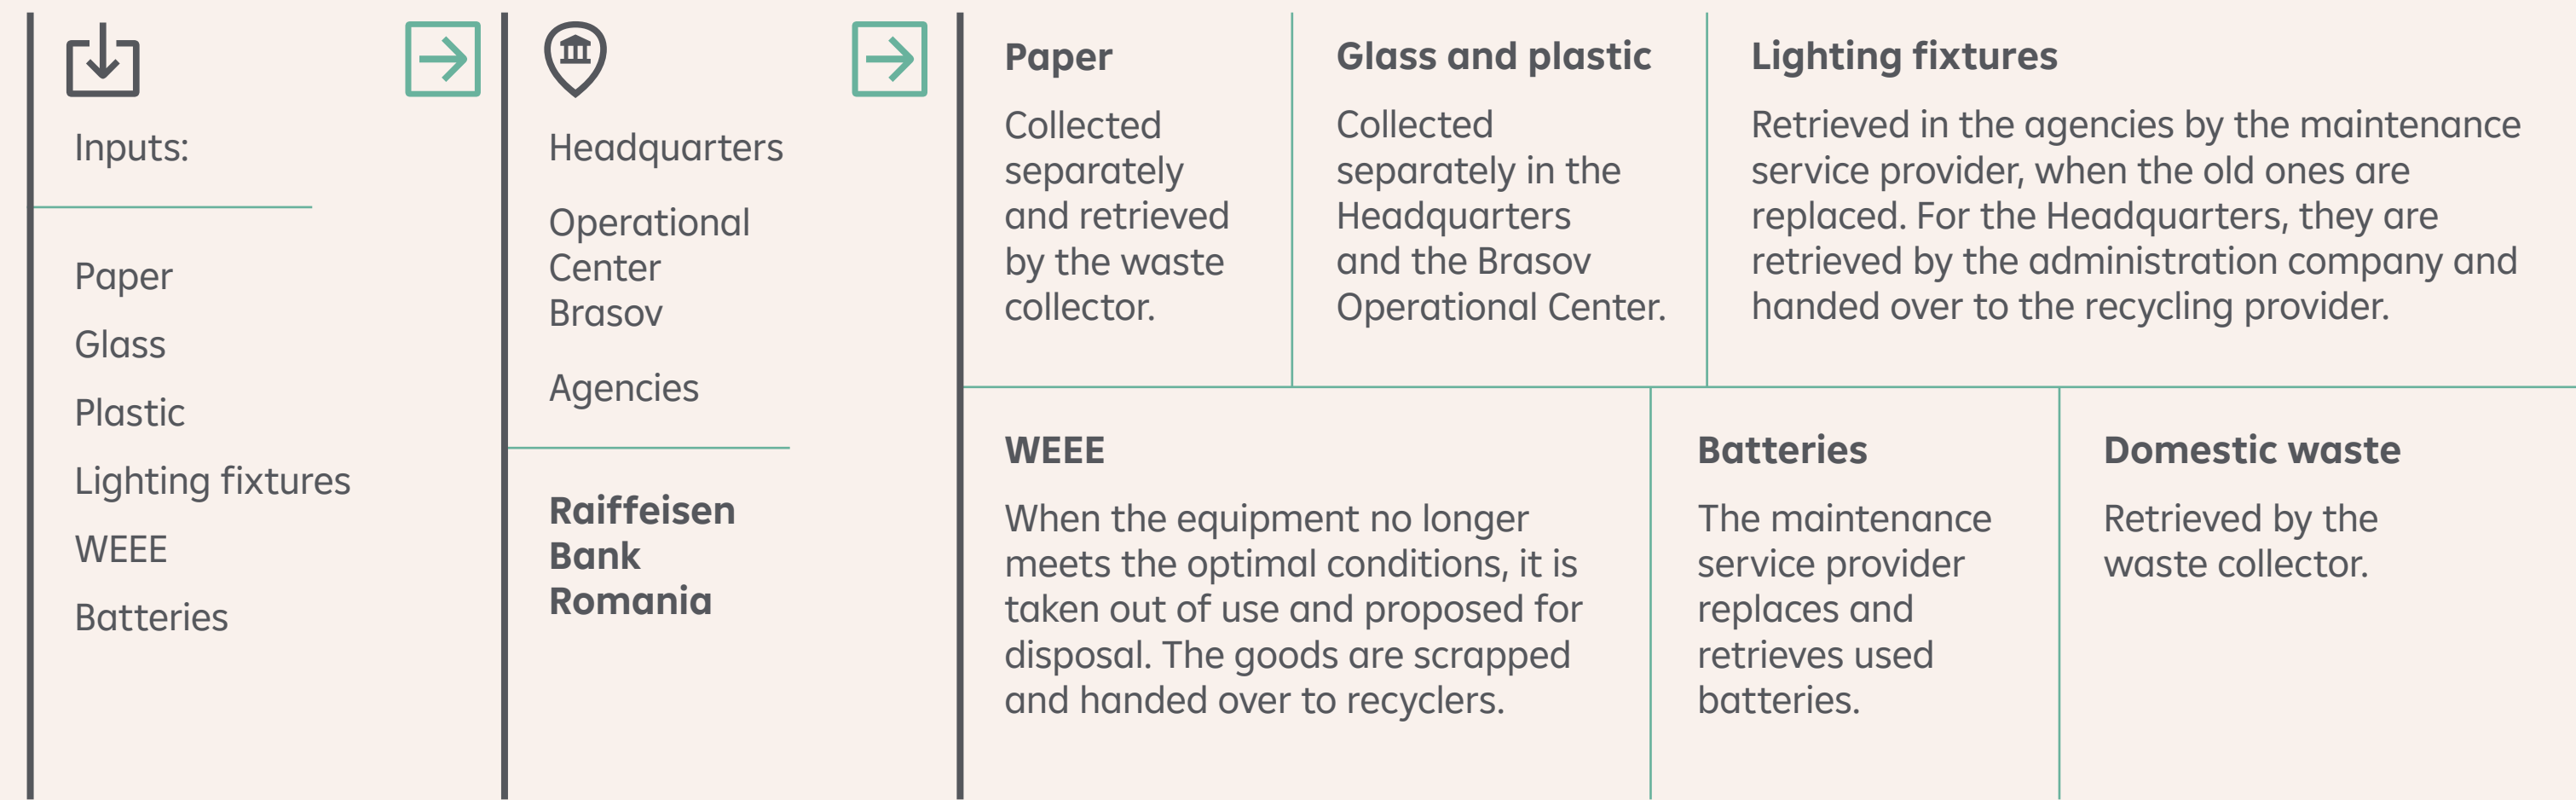 Inputs:
Paper
Glass
Plastic
Lighting fixtures
WEEE
Batteries
Headquarters
Operational
Center
Brasov
Agencies
Raiffeisen
Bank
Romania
Paper
Collected
separately
and retrieved
by the waste
collector.
Glass and plastic
Collected
separately in the
Headquarters
and the Brasov
Operational Center.
Lighting fixtures
Retrieved in the agencies by the maintenance
service provider, when the old ones are
replaced. For the Headquarters, they are
retrieved by the administration company and
handed over to the recycling provider.
WEEE
When the equipment no longer
meets the optimal conditions, it is
taken out of use and proposed for
disposal. The goods are scrapped
and handed over to recyclers.
Batteries
The maintenance
service provider
replaces and
retrieves used
batteries.
Domestic waste
Retrieved by the
waste collector.